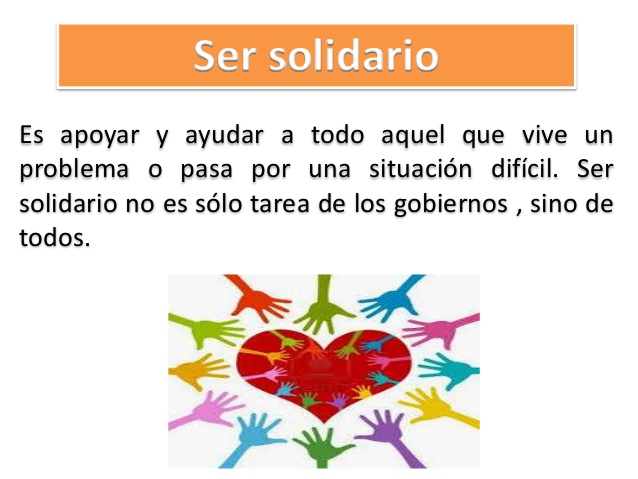 Ser solidario
Es apoyar y ayudar a todo aquel que vive un
problema o pasa por una situación difícil. Ser
solidario no es sólo tarea de los gobiernos , sino de
todos.